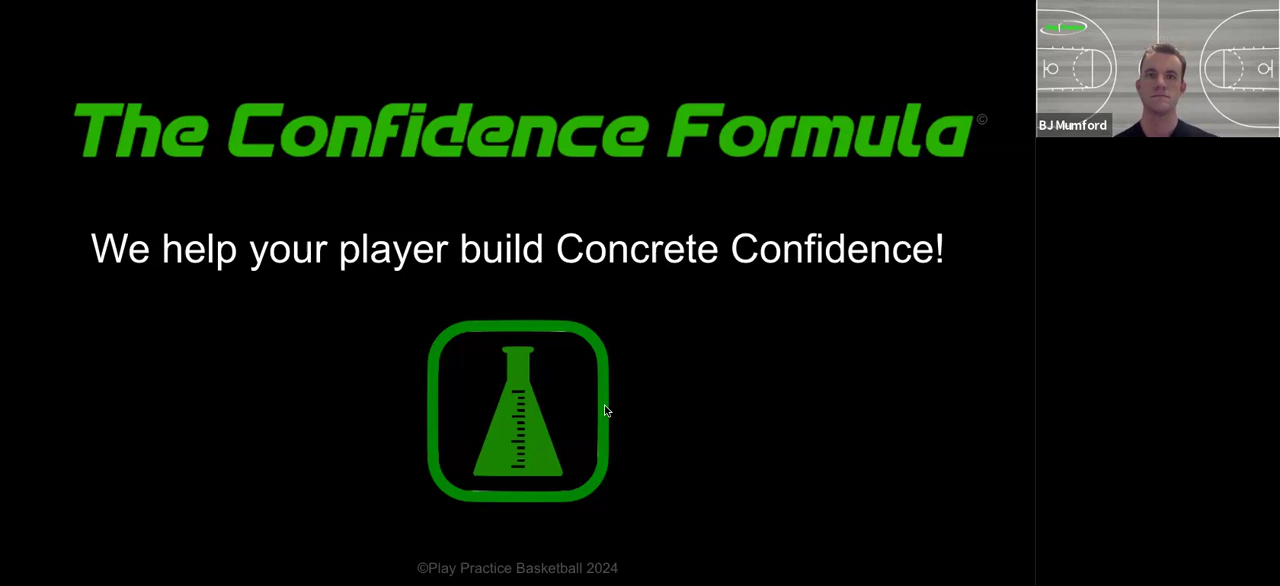 The Confidence Formula©
We help your player build Concrete Confidence!
©Play Practice Basketball 2024
BJ Mumford